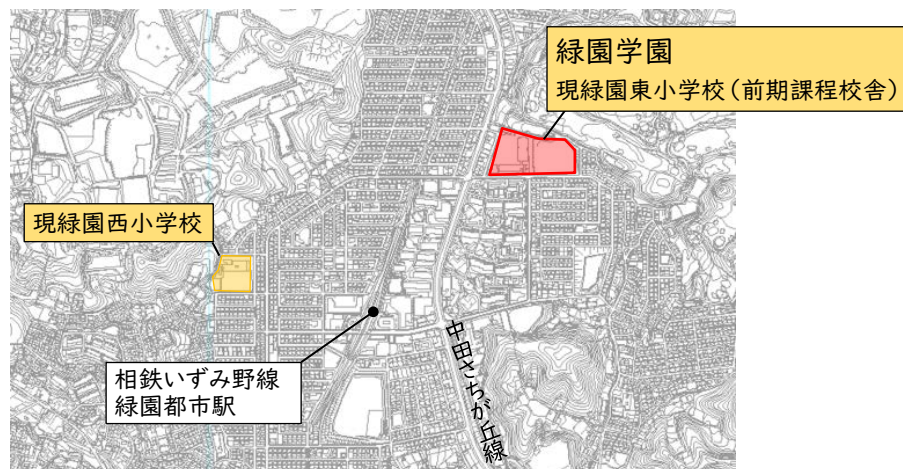 緑園学園
現緑園東小学校(前期課程校舎)
現緑園西小学校
相鉄いずみ野線
緑園都市駅
中田さちが丘線